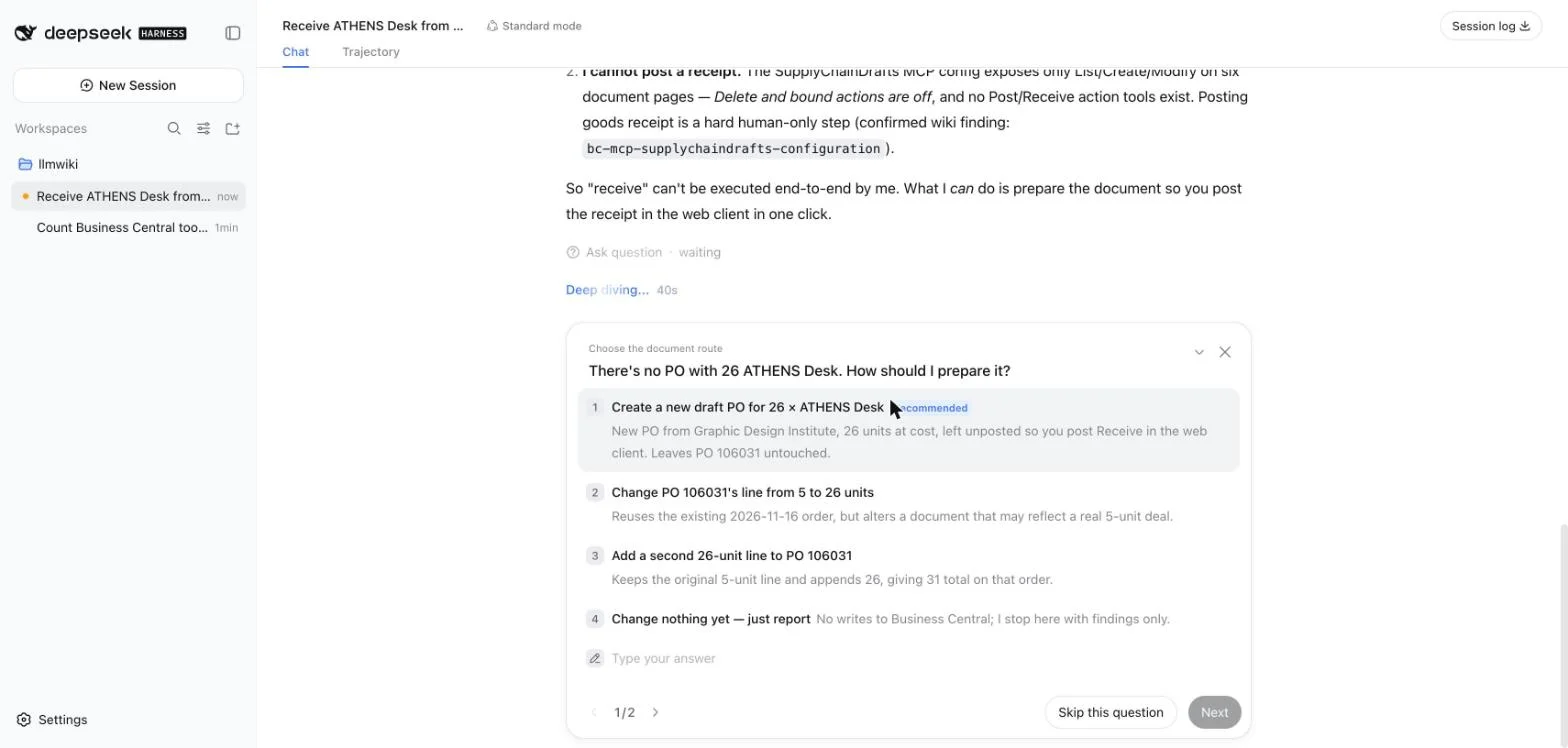 deepseek HARNESS
New Session
Workspaces
llmwiki
Receive ATHENS Desk from... now
Count Business Central too... 1min
Settings
Receive ATHENS Desk from ...
Standard mode
Session log
Chat
Trajectory
2. I cannot post a receipt. The SupplyChainDrafts MCP config exposes only List/Create/Modify on six
document pages — Delete and bound actions are off, and no Post/Receive action tools exist. Posting
goods receipt is a hard human-only step (confirmed wiki finding:
bc-mcp-supplychaindrafts-configuration ).
So "receive" can't be executed end-to-end by me. What I can do is prepare the document so you post
the receipt in the web client in one click.
Ask question · waiting
Deep diving... 40s
Choose the document route
There's no PO with 26 ATHENS Desk. How should I prepare it?
1 Create a new draft PO for 26 × ATHENS Desk ecommended
New PO from Graphic Design Institute, 26 units at cost, left unposted so you post Receive in the web
client. Leaves PO 106031 untouched.
2 Change PO 106031's line from 5 to 26 units
Reuses the existing 2026-11-16 order, but alters a document that may reflect a real 5-unit deal.
3 Add a second 26-unit line to PO 106031
Keeps the original 5-unit line and appends 26, giving 31 total on that order.
4 Change nothing yet — just report No writes to Business Central; I stop here with findings only.
Type your answer
1/2
Skip this question
Next